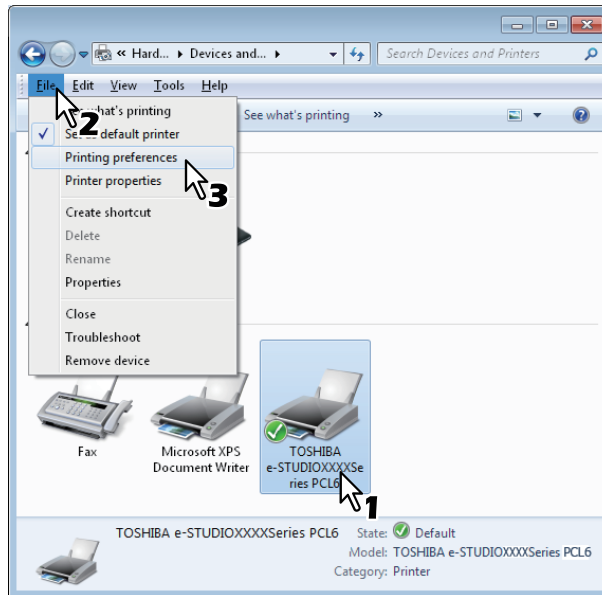 « Hard... ▸ Devices and... ▸
Search Devices and Printers
File Edit View Tools Help
See what's printing »
what's printing
2
Set as default printer
Printing preferences
3
Printer properties
Create shortcut
Delete
Rename
Properties
Close
Troubleshoot
Remove device
Fax
Microsoft XPS
Document Writer
TOSHIBA
e-STUDIOXXXXSe
ries PCL6
1
TOSHIBA e-STUDIOXXXXSeries PCL6 State: Default
Model: TOSHIBA e-STUDIOXXXXSeries PCL6
Category: Printer